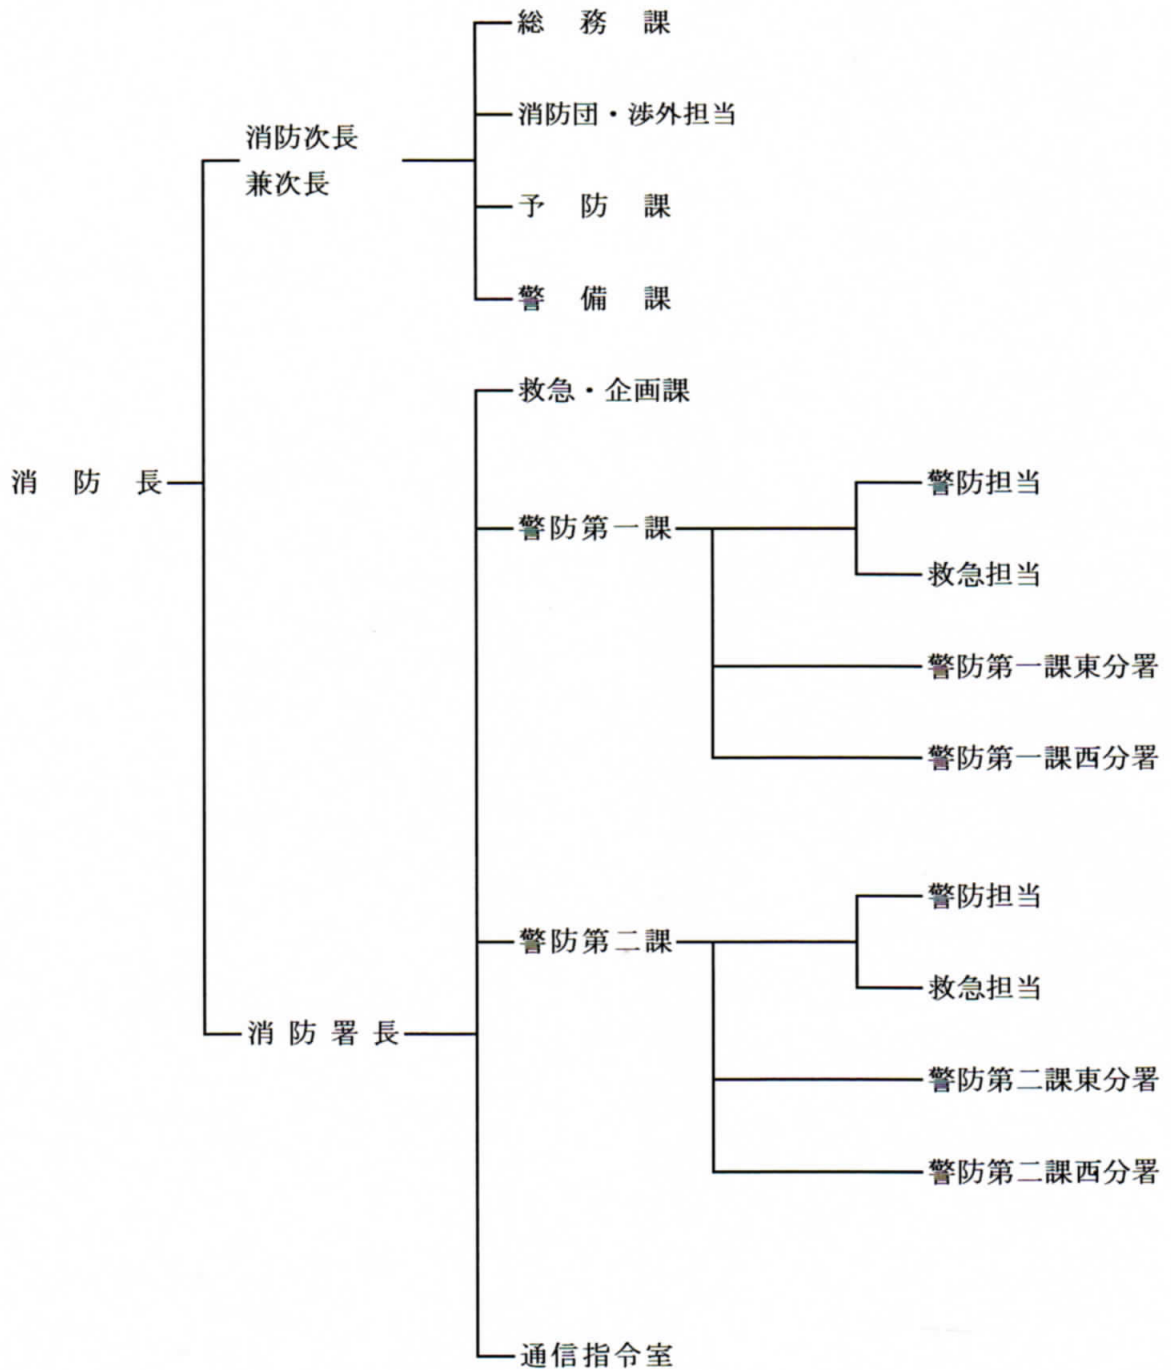 総務課
消防団・渉外担当
消防次長
兼次長
予防課
警備課
救急・企画課
消防長
警防担当
警防第一課
救急担当
警防第一課東分署
警防第一課西分署
警防担当
警防第二課
救急担当
消防署長
警防第二課東分署
警防第二課西分署
通信指令室